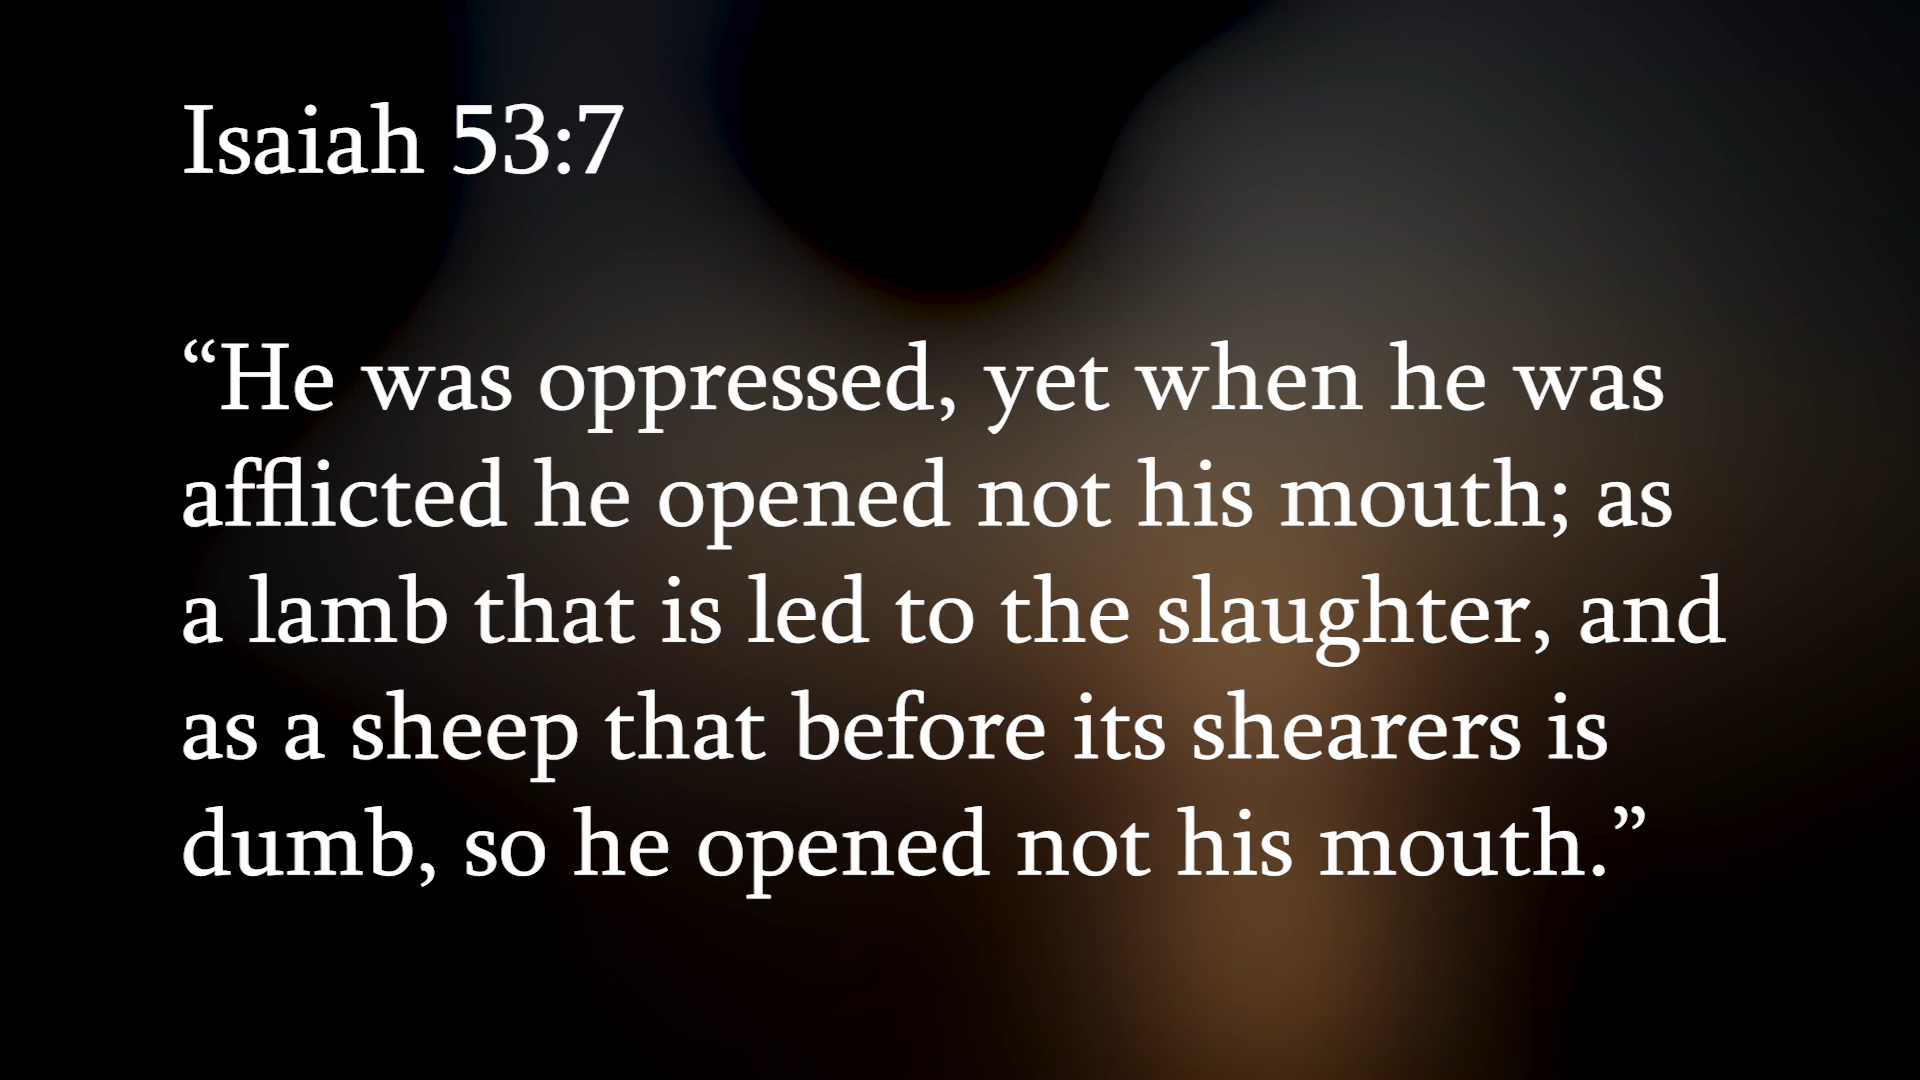 Isaiah 53:7
“He was oppressed, yet when he was
afflicted he opened not his mouth; as
a lamb that is led to the slaughter, and
as a sheep that before its shearers is
dumb, so he opened not his mouth.”